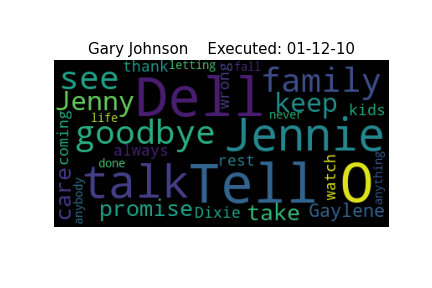 Gary Johnson Executed: 01-12-10
thank letting wrong fall
see Dell family
Jenny keep kids
life never
coming goodbye Jennie
always
done rest watch anything
care talk Tell O
anybody promise Dixie take Gaylene